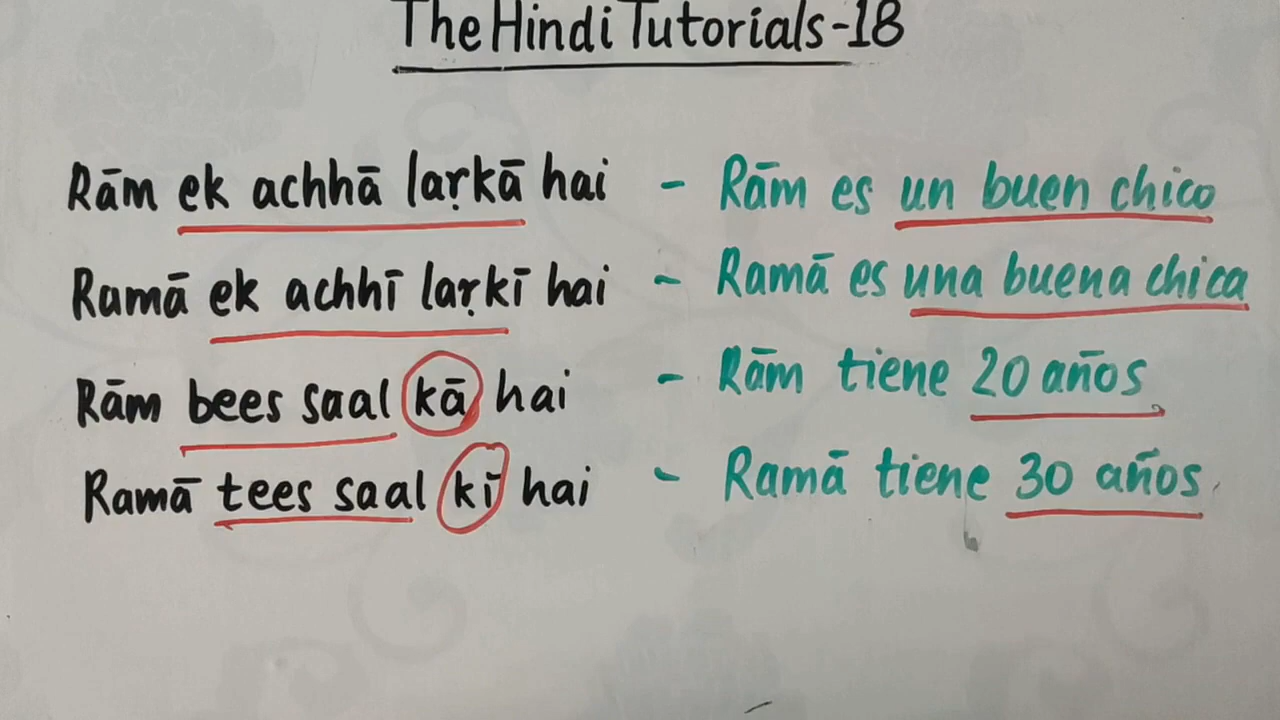 The Hindi Tutorials-18
Rām ek achhā laṛkā hai - Rām es un buen chico
Ramā ek achhī laṛkī hai - Ramā es una buena chica
Rām bees saal kā hai - Rām tiene 20 años
Ramā tees saal kī hai - Ramā tiene 30 años